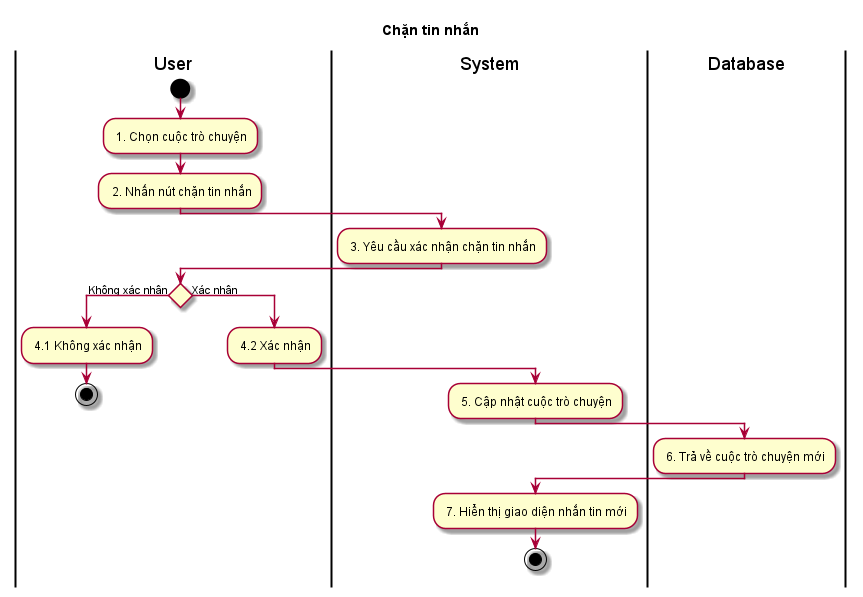 Chặn tin nhắn
User
System
Database
1. Chọn cuộc trò chuyện
2. Nhấn nút chặn tin nhắn
3. Yêu cầu xác nhận chặn tin nhắn
Không xác nhận
Xác nhận
4.1 Không xác nhận
4.2 Xác nhận
5. Cập nhật cuộc trò chuyện
6. Trả về cuộc trò chuyện mới
7. Hiển thị giao diện nhắn tin mới